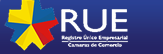 RUE
Registro Único Empresarial
Cámaras de Comercio